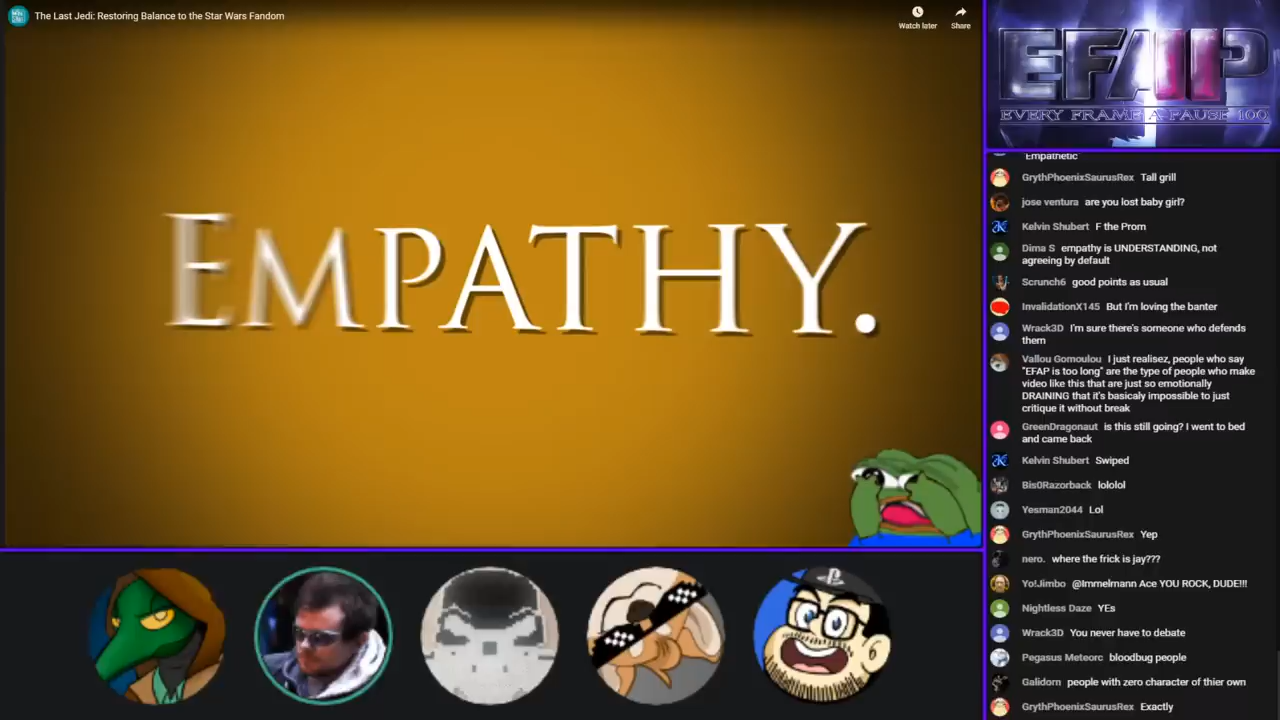 The Last Jedi: Restoring Balance to the Star Wars Fandom
Watch later
Share
EMPATHY.
EFAP
EVERY FRAME A PAUSE 100
"Empathetic"
GrythPhoenixSaurusRex Tall grill
jose ventura are you lost baby girl?
Kelvin Shubert F the Prom
Dima S empathy is UNDERSTANDING, not
agreeing by default
Scrunch6 good points as usual
InvalidationX145 But I'm loving the banter
Wrack3D I'm sure there's someone who defends
them
Vallou Gomoulou I just realisez, people who say
"EFAP is too long" are the type of people who make
video like this that are just so emotionally
DRAINING that it's basicaly impossible to just
critique it without break
GreenDragonaut is this still going? I went to bed
and came back
Kelvin Shubert Swiped
Bis0Razorback lololol
Yesman2044 Lol
GrythPhoenixSaurusRex Yep
nero. where the frick is jay???
Yo!Jimbo @Immelmann Ace YOU ROCK, DUDE!!!
Nightless Daze YEs
Wrack3D You never have to debate
Pegasus Meteorc bloodbug people
Galidorn people with zero character of thier own
GrythPhoenixSaurusRex Exactly